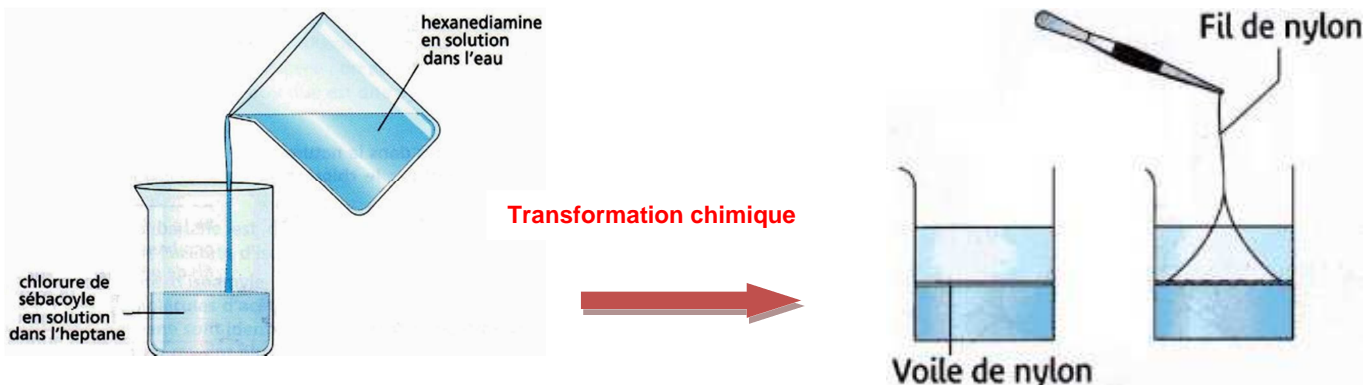 hexanediamine
en solution
dans l'eau
chlorure de
sébacoyle
en solution
dans l'heptane
Transformation chimique
Fil de nylon
Voile de nylon